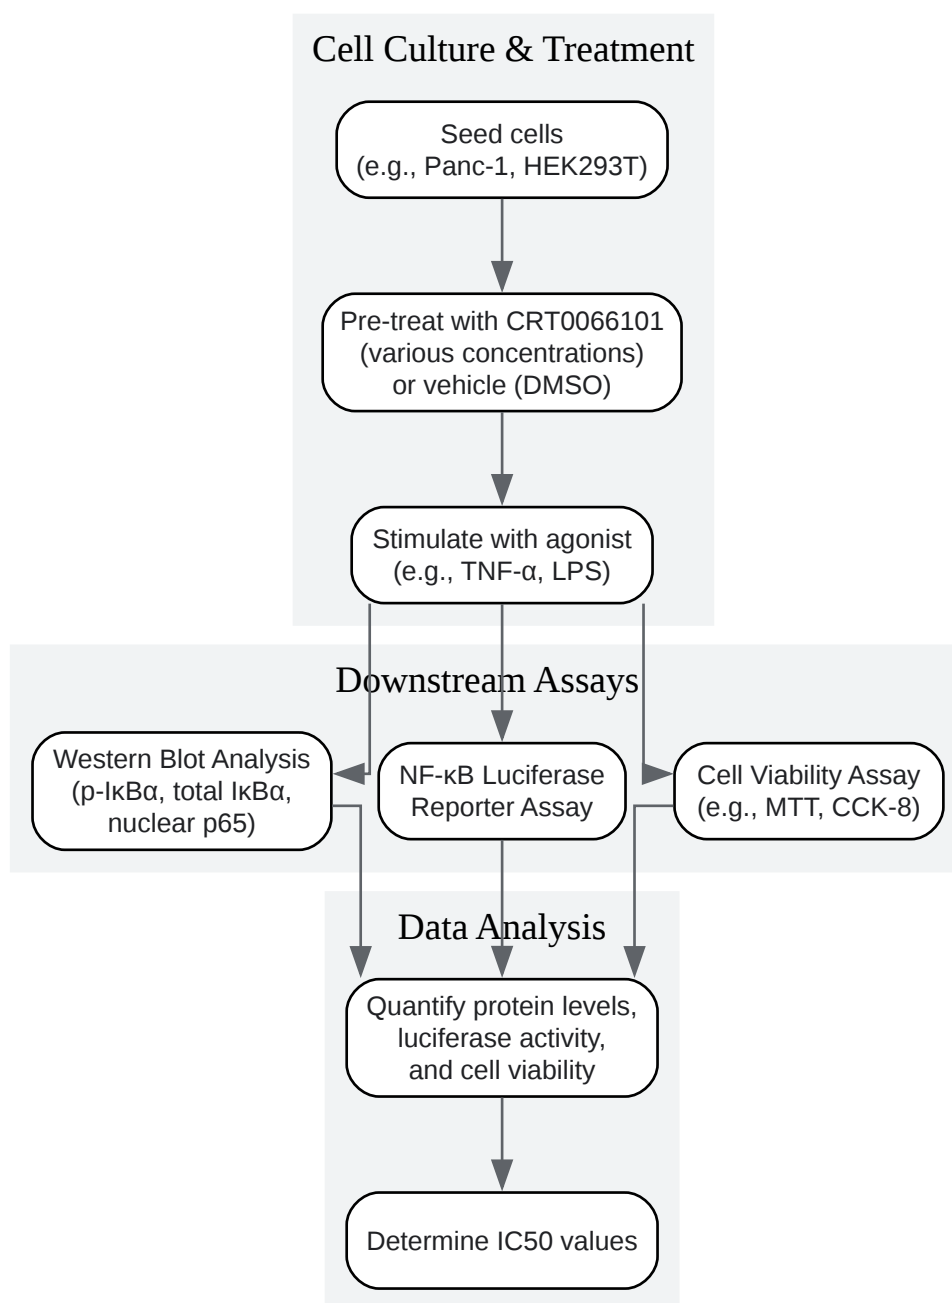 Cell Culture & Treatment
Seed cells
(e.g., Panc-1, HEK293T)
Pre-treat with CRT0066101
(various concentrations)
or vehicle (DMSO)
Stimulate with agonist
(e.g., TNF-α, LPS)
Downstream Assays
Western Blot Analysis
(p-IκBα, total IκBα,
nuclear p65)
NF-κB Luciferase
Reporter Assay
Cell Viability Assay
(e.g., MTT, CCK-8)
Data Analysis
Quantify protein levels,
luciferase activity,
and cell viability
Determine IC50 values